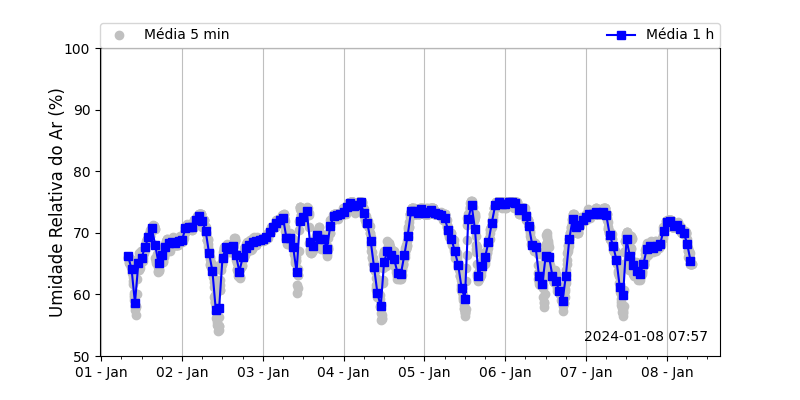 Média 5 min Média 1 h
Umidade Relativa do Ar (%)
100
90
80
70
60
50
2024-01-08 07:57
01 - Jan 02 - Jan 03 - Jan 04 - Jan 05 - Jan 06 - Jan 07 - Jan 08 - Jan